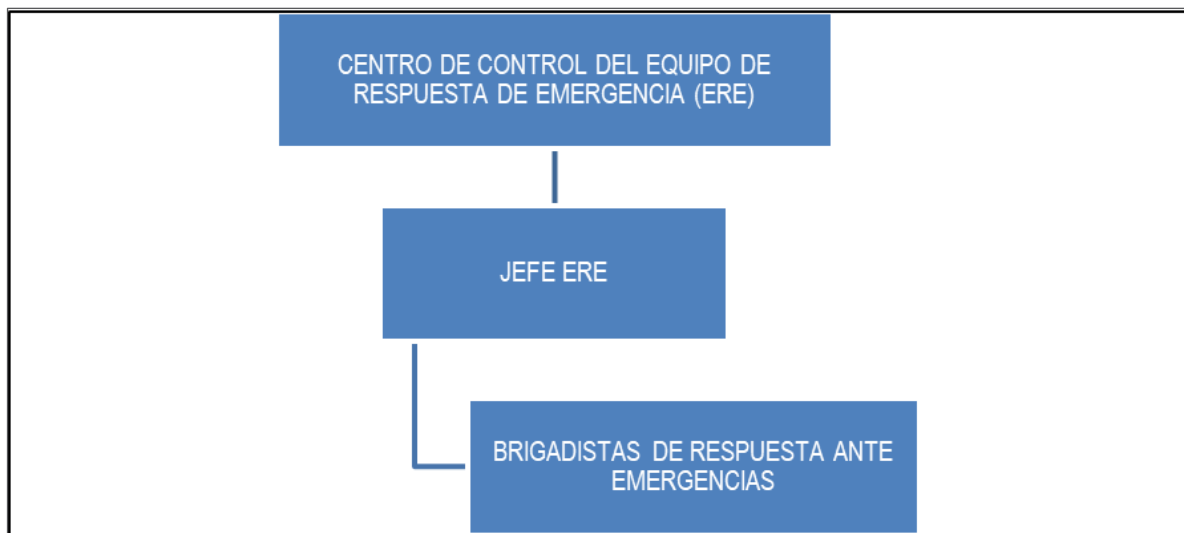 CENTRO DE CONTROL DEL EQUIPO DE
RESPUESTA DE EMERGENCIA (ERE)
JEFE ERE
BRIGADISTAS DE RESPUESTA ANTE
EMERGENCIAS